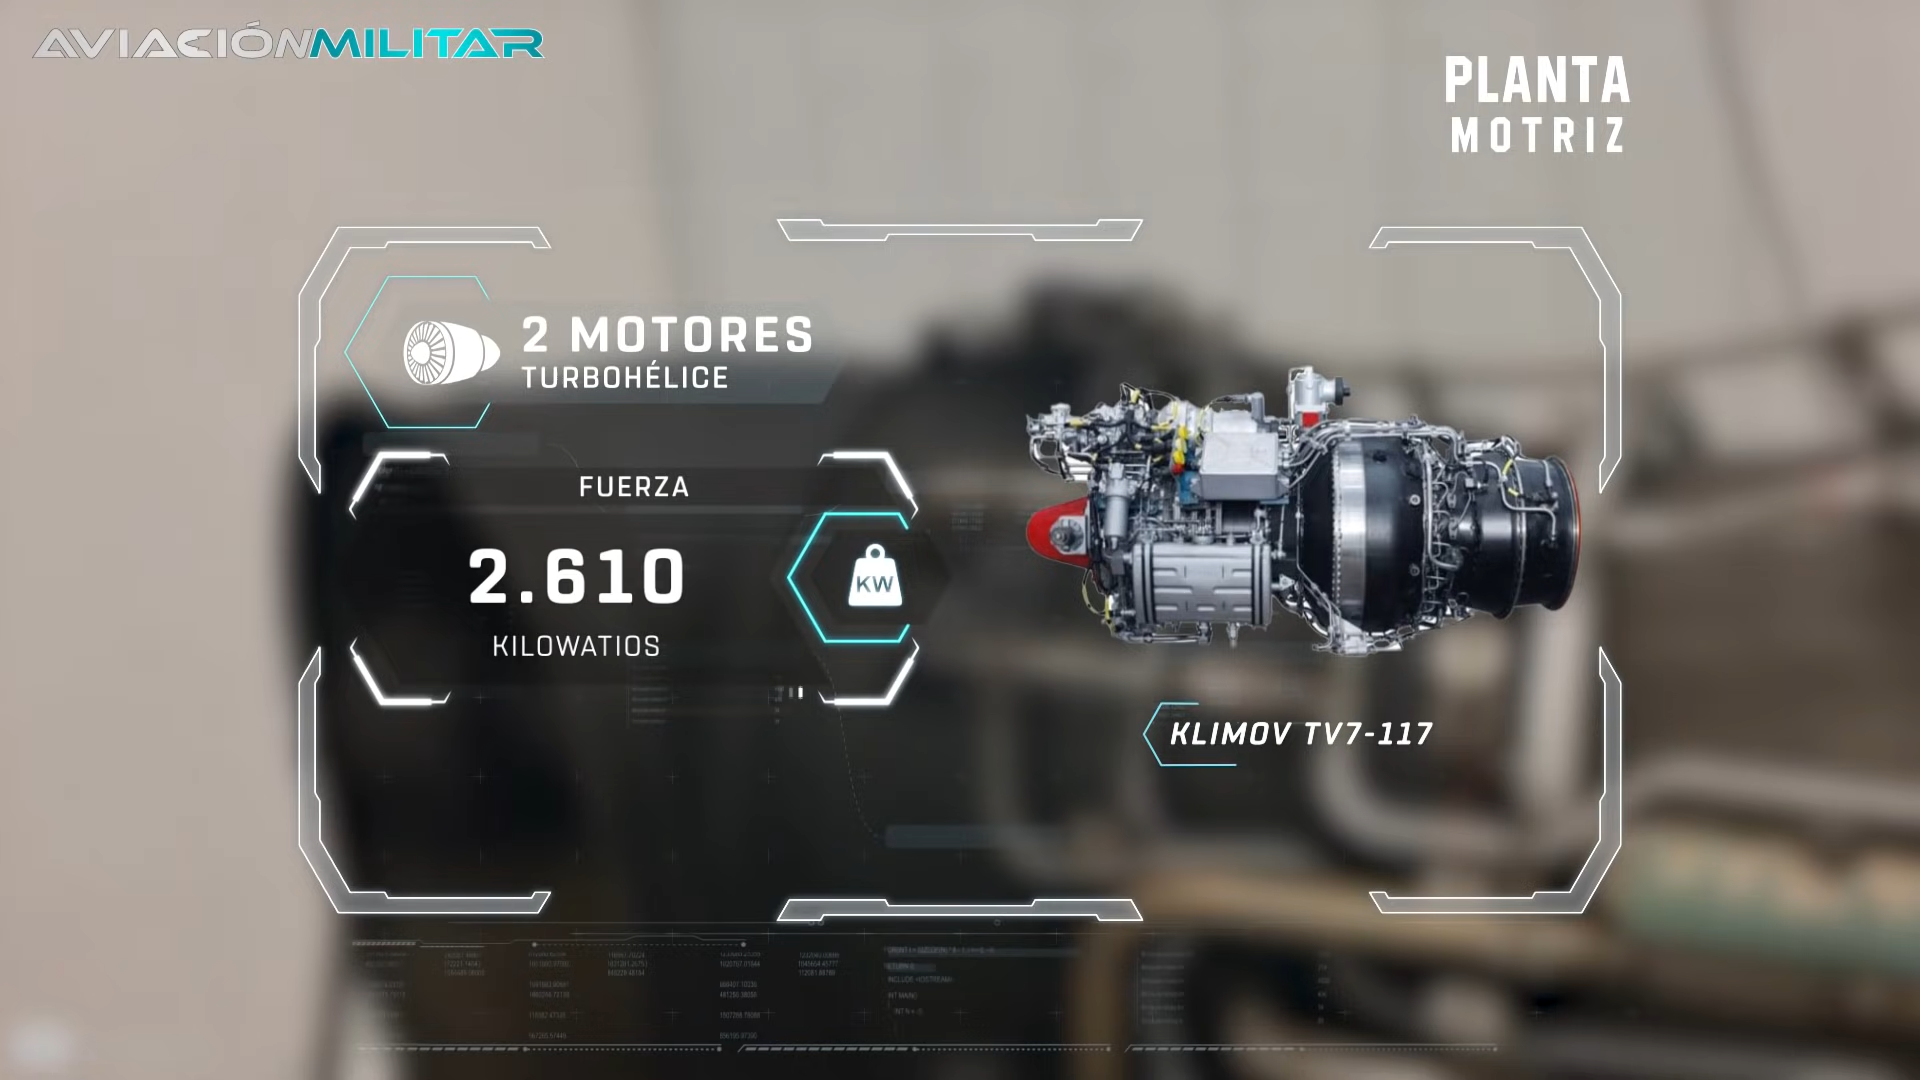 AVIACIÓNMILITAR
PLANTA
MOTRIZ
2 MOTORES
TURBOHÉLICE
FUERZA
2.610
KW
KILOWATIOS
KLIMOV TV7-117